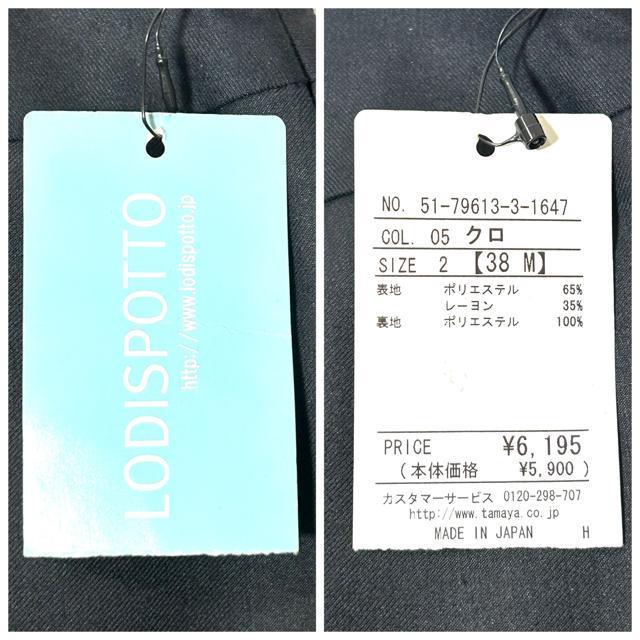 LODISPOTTO
http://www.lodispotto.jp
NO. 51-79613-3-1647
COL. 05 クロ
SIZE 2 【38 M】
表地 ポリエステル 65%
レーヨン 35%
裏地 ポリエステル 100%
PRICE ¥6,195
(本体価格 ¥5,900)
カスタマーサービス 0120-298-707
http://www.tamaya.co.jp
MADE IN JAPAN H